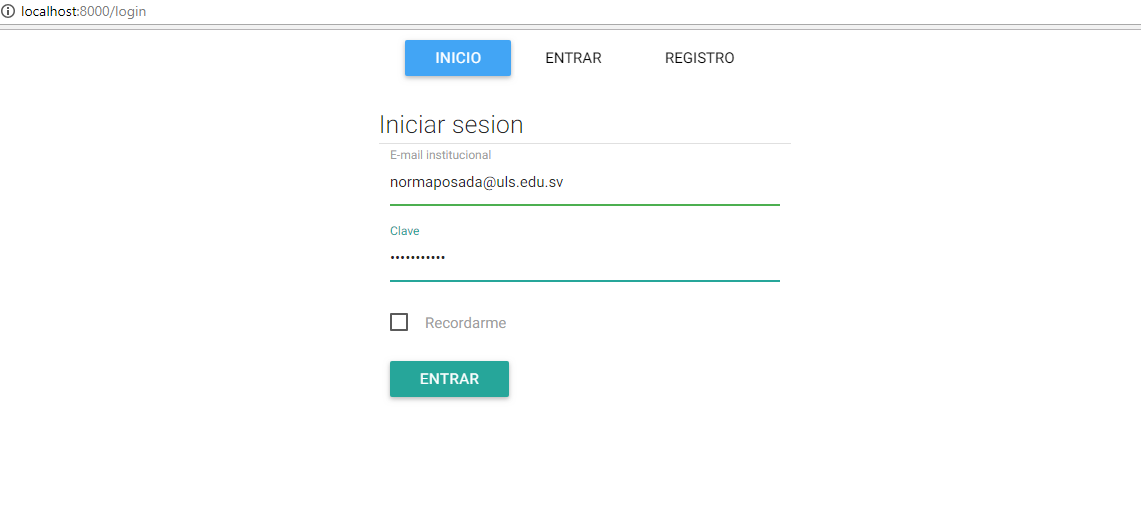 localhost:8000/login
INICIO ENTRAR REGISTRO
Iniciar sesion
E-mail institucional
normaposada@uls.edu.sv
Clave
•••••••••••
Recordarme
ENTRAR